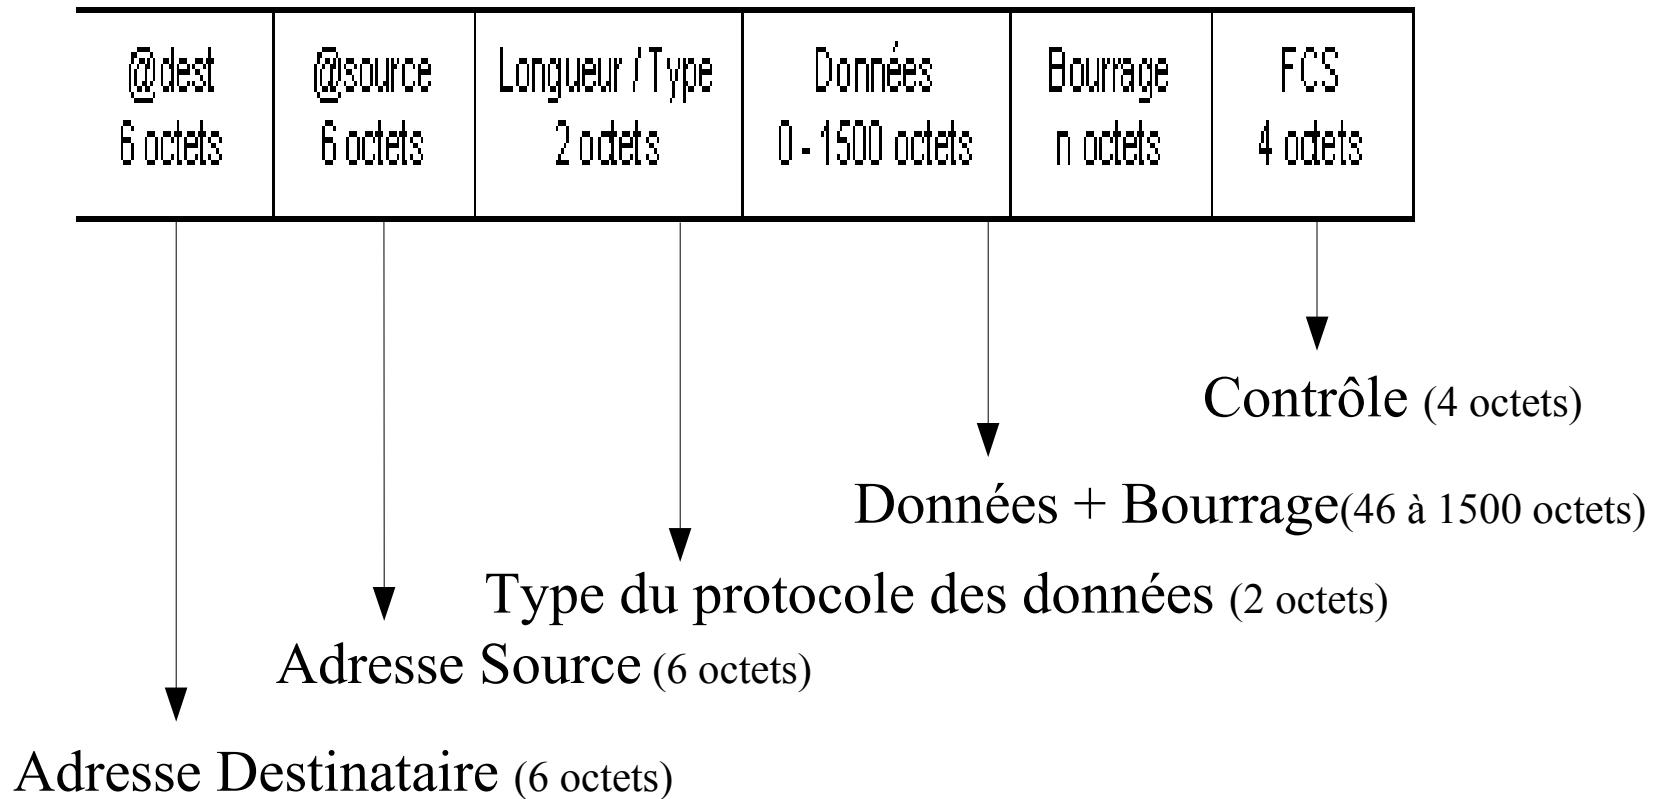 @dest
6 octets
@source
6 octets
Longueur / Type
2 octets
Données
0 - 1500 octets
Bourrage
n octets
FCS
4 octets
Contrôle (4 octets)
Données + Bourrage(46 à 1500 octets)
Type du protocole des données (2 octets)
Adresse Source (6 octets)
Adresse Destinataire (6 octets)